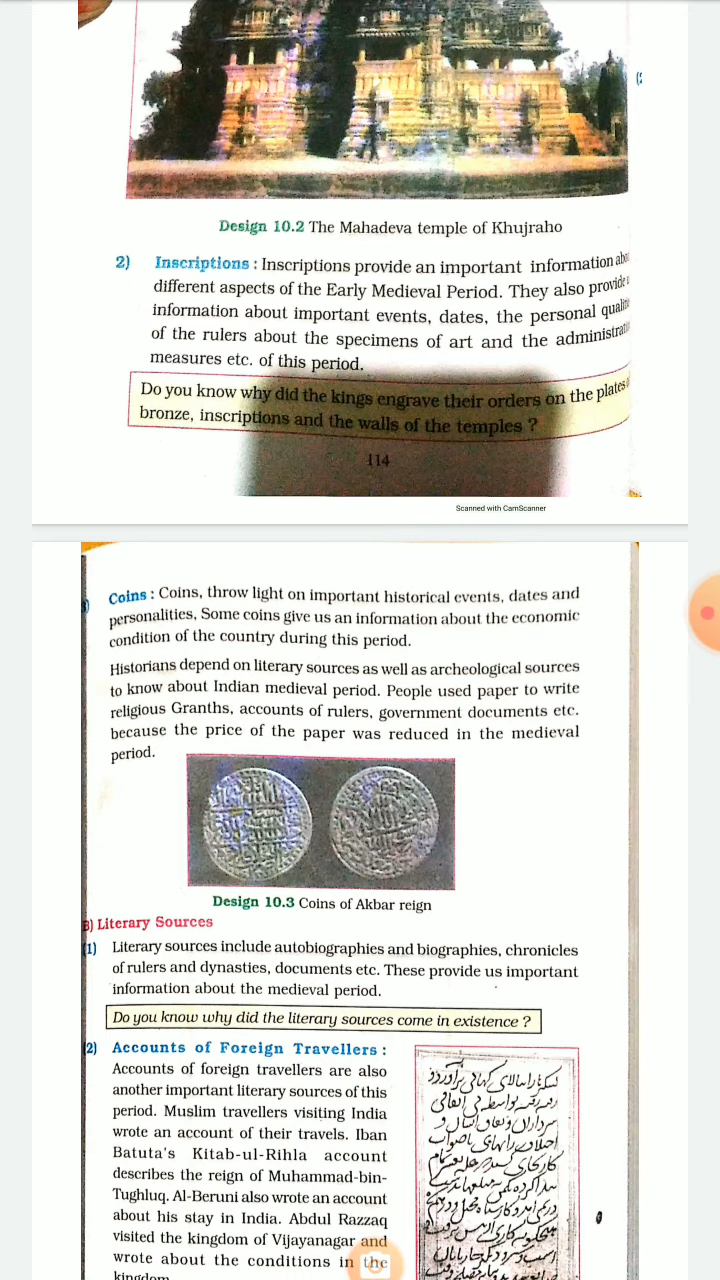 Design 10.2 The Mahadeva temple of Khujraho
2) Inscriptions : Inscriptions provide an important information
different aspects of the Early Medieval Period. They also provide
information about important events, dates, the personal
of the rulers about the specimens of art and the
measures etc. of this period.
Do you know why did the kings engrave their orders on the plates
bronze, inscriptions and the walls of the temples ?
114
Scanned with CamScanner
Coins : Coins, throw light on important historical events, dates and
personalities, Some coins give us an information about the economic
condition of the country during this period.
Historians depend on literary sources as well as archeological sources
to know about Indian medieval period. People used paper to write
religious Granths, accounts of rulers, government documents etc.
because the price of the paper was reduced in the medieval
period.
Design 10.3 Coins of Akbar reign
B) Literary Sources
(1) Literary sources include autobiographies and biographies, chronicles
of rulers and dynasties, documents etc. These provide us important
information about the medieval period.
Do you know why did the literary sources come in existence ?
(2) Accounts of Foreign Travellers :
Accounts of foreign travellers are also
another important literary sources of this
period. Muslim travellers visiting India
wrote an account of their travels. Iban
Batuta's Kitab-ul-Rihla account
describes the reign of Muhammad-bin-
Tughluq. Al-Beruni also wrote an account
about his stay in India. Abdul Razzaq
visited the kingdom of Vijayanagar and
wrote about the conditions in the
kingdom